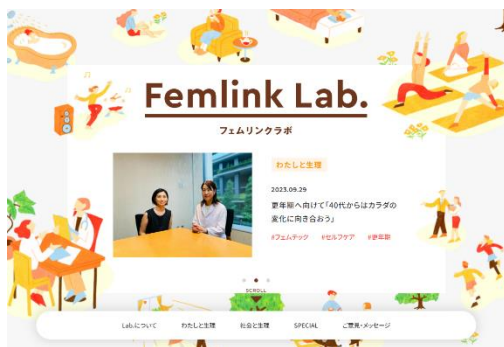 Femlink Lab.
フェムリンクラボ
わたしと生理
2023.09.29
更年期へ向けて「40代からはカラダの
変化に向き合おう」
#フェムテック #セルフケア #更年期
SCROLL
Lab.について わたしと生理 社会と生理 SPECIAL ご意見・メッセージ